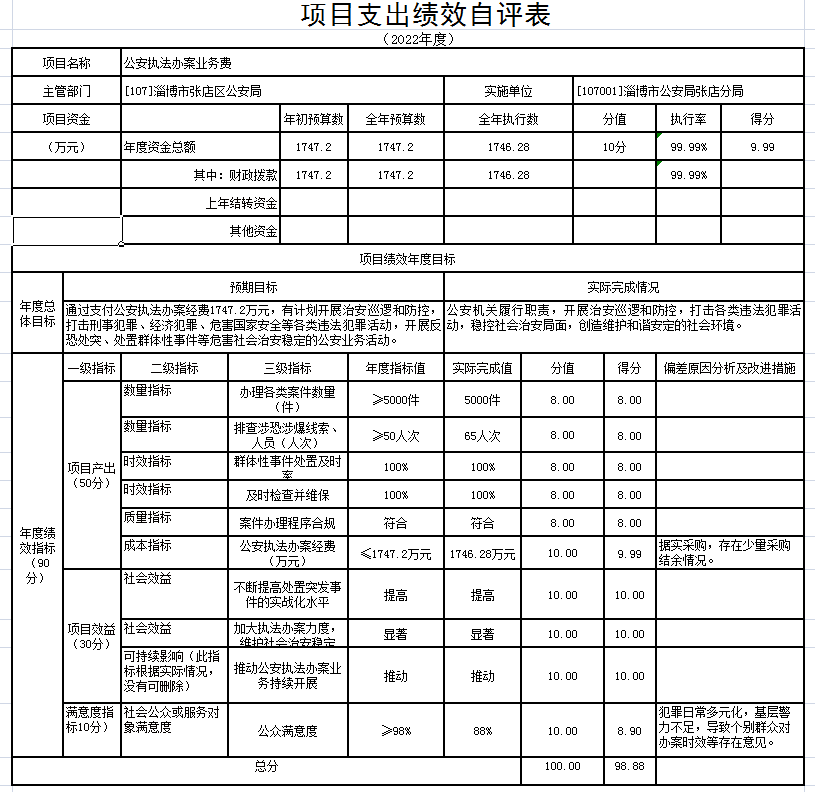 项目支出绩效自评表
（2022年度）
项目名称 公安执法办案业务费
主管部门 [107]淄博市张店区公安局 实施单位 [107001]淄博市公安局张店分局
项目资金 年初预算数 全年预算数 全年执行数 分值 执行率 得分
（万元） 年度资金总额 1747.2 1747.2 1746.28 10分 99.99% 9.99
其中：财政拨款 1747.2 1747.2 1746.28 99.99%
上年结转资金
其他资金
项目绩效年度目标
年度总
体目标
预期目标 实际完成情况
通过支付公安执法办案经费1747.2万元，有计划开展治安巡逻和防控，
打击刑事犯罪、经济犯罪、危害国家安全等各类违法犯罪活动，开展反
恐处突、处置群体性事件等危害社会治安稳定的公安业务活动。
公安机关履行职责，开展治安巡逻和防控，打击各类违法犯罪活
动，稳控社会治安局面，创造维护和谐安定的社会环境。
年度绩
效指标
（90
分）
一级指标 二级指标 三级指标 年度指标值 实际完成值 分值 得分 偏差原因分析及改进措施
项目产出
（50分）
数量指标 办理各类案件数量
（件） ≥5000件 5000件 8.00 8.00
数量指标 排查涉恐涉爆线索、
人员（人次） ≥50人次 65人次 8.00 8.00
时效指标 群体性事件处置及时
率 100% 100% 8.00 8.00
时效指标 及时检查并维保 100% 100% 8.00 8.00
质量指标 案件办理程序合规 符合 符合 8.00 8.00
成本指标 公安执法办案经费
（万元） ≤1747.2万元 1746.28万元 10.00 9.99 据实采购，存在少量采购
结余情况。
项目效益
（30分）
社会效益 不断提高处置突发事
件的实战化水平 提高 提高 10.00 10.00
社会效益 加大执法办案力度，
维护社会治安稳定 显著 显著 10.00 10.00
可持续影响（此指
标根据实际情况，
没有可删除） 推动公安执法办案业
务持续开展 推动 推动 10.00 10.00
满意度指
标10分）
社会公众或服务对
象满意度 公众满意度 ≥98% 88% 10.00 8.90 犯罪日常多元化，基层警
力不足，导致个别群众对
办案时效等存在意见。
总分 100.00 98.88